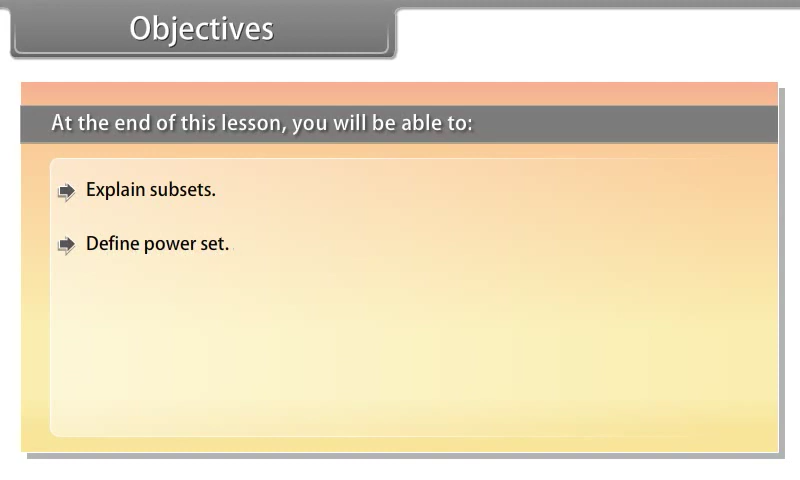 Objectives
At the end of this lesson, you will be able to:
Explain subsets.
Define power set.